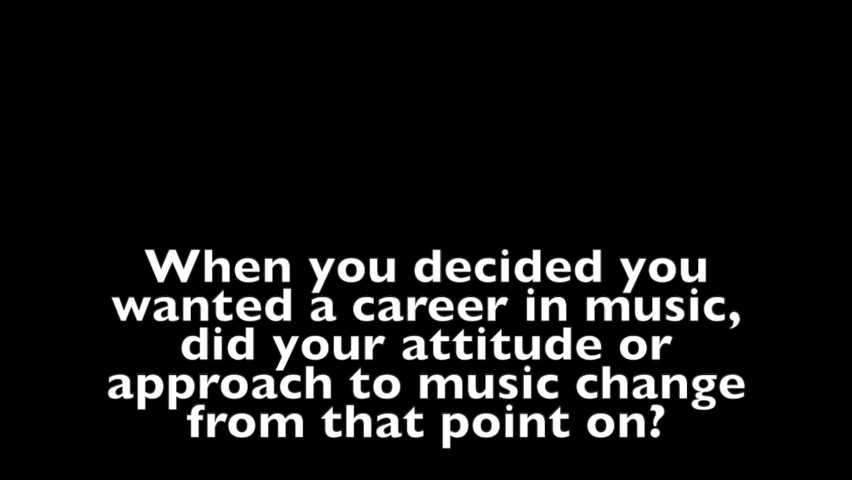 When you decided you
wanted a career in music,
did your attitude or
approach to music change
from that point on?